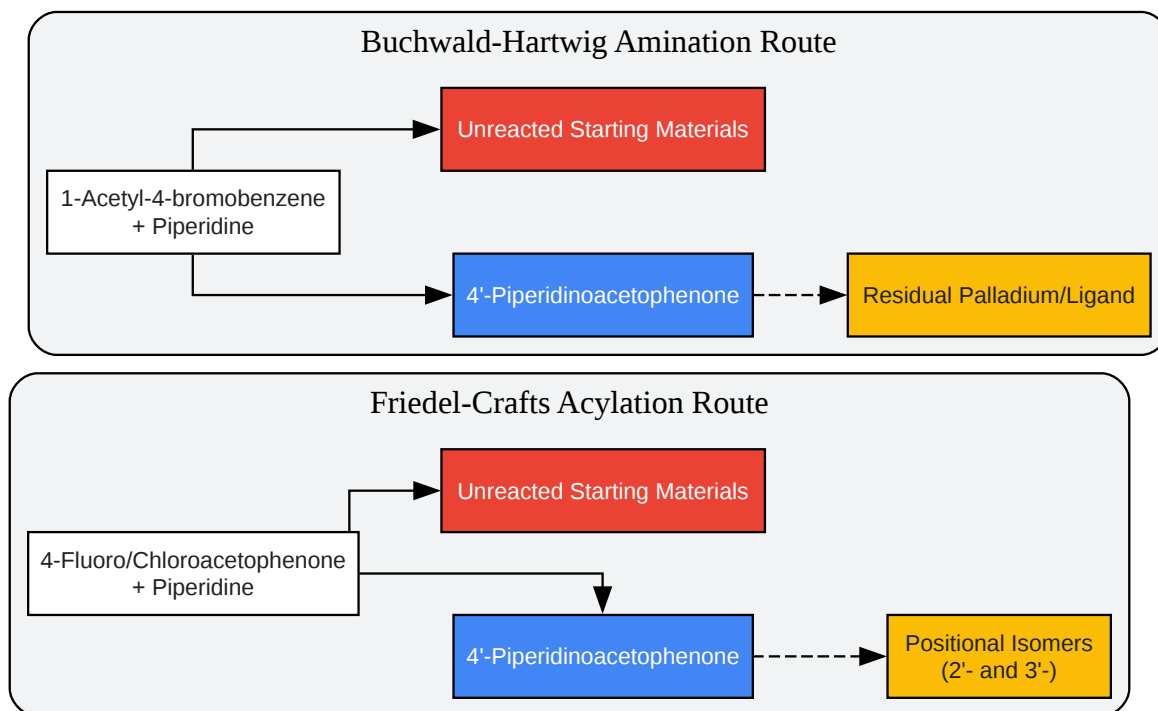 Buchwald-Hartwig Amination Route
Unreacted Starting Materials
1-Acetyl-4-bromobenzene
+ Piperidine
4'-Piperidinoacetophenone
Residual Palladium/Ligand
Friedel-Crafts Acylation Route
Unreacted Starting Materials
4-Fluoro/Chloroacetophenone
+ Piperidine
4'-Piperidinoacetophenone
Positional Isomers
(2'- and 3'-)